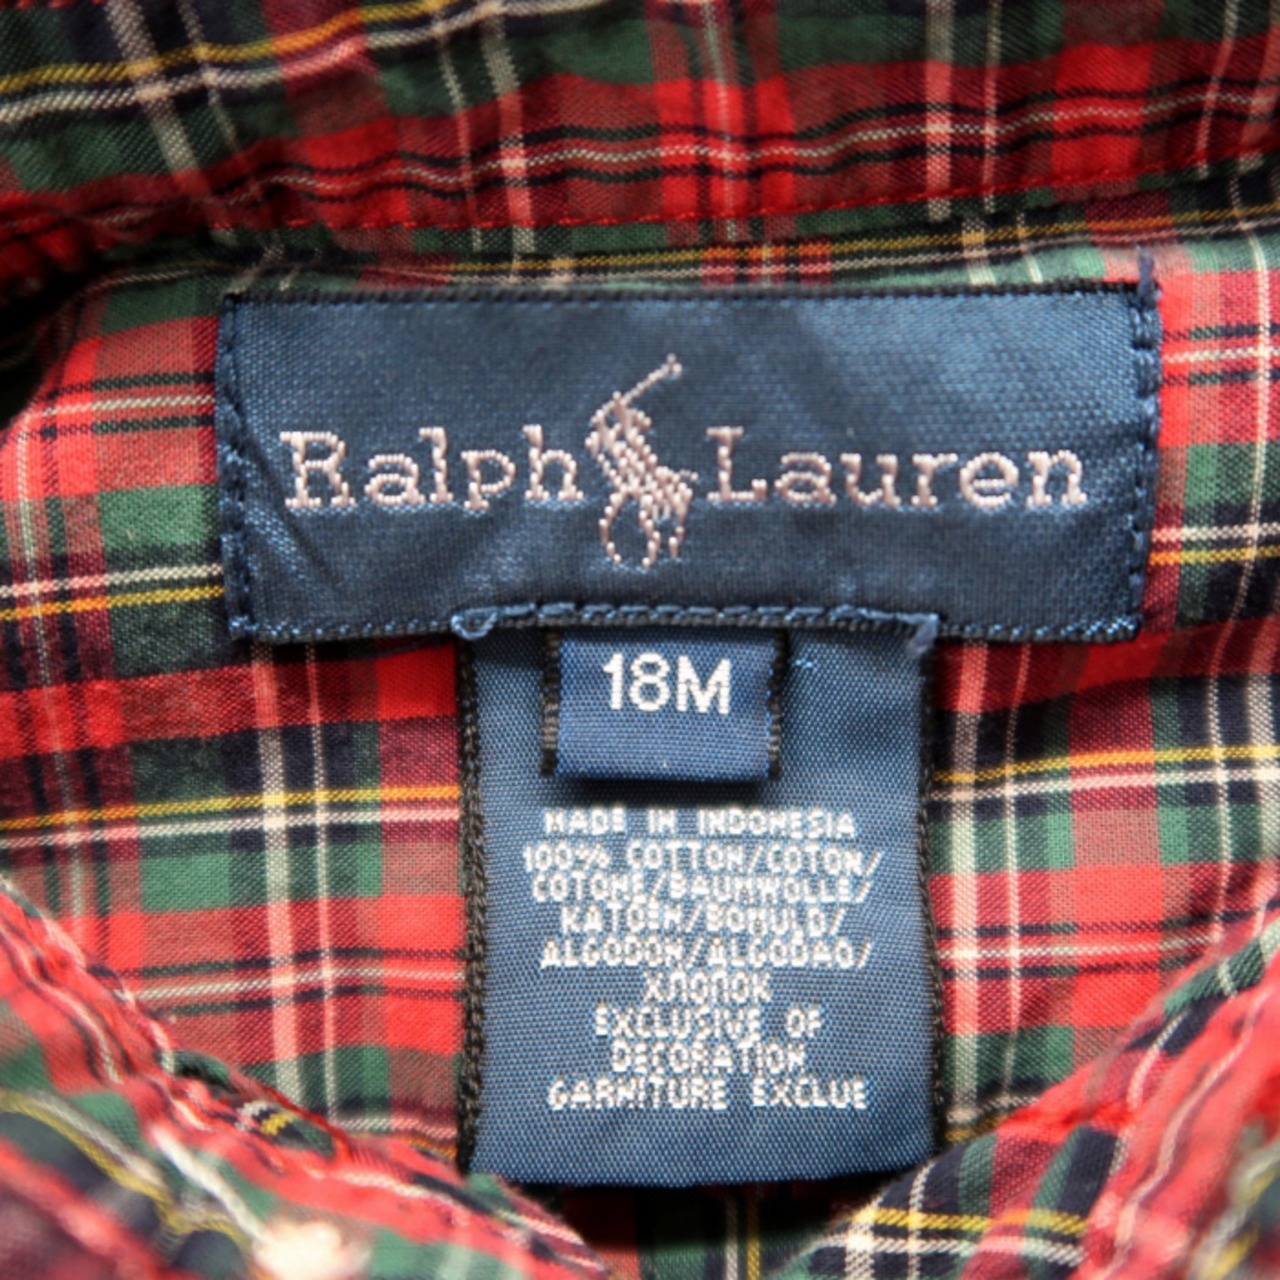 Ralph Lauren
18M
MADE IN INDONESIA
100% COTTON/COTON/
COTONE/BAUMWOLLE/
KATOEN/BOMULD/
ALGODON/ALGODAO/
ХЛОПОК
EXCLUSIVE OF
DECORATION
GARNITURE EXCLUE